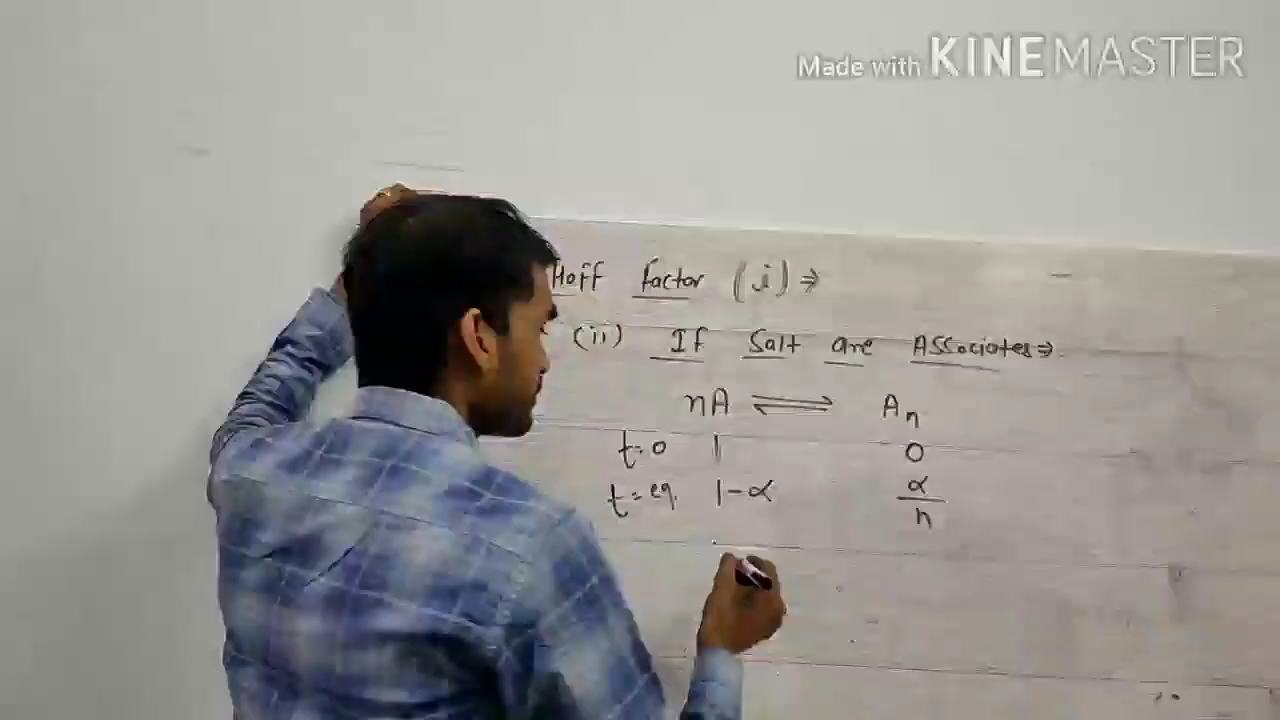 Made with KINEMASTER
Hoff factor (i) ⇒
(ii) If Salt are Associates ⇒
nA ⇌ An
t=0 1 0
t=eq. 1-α α/n